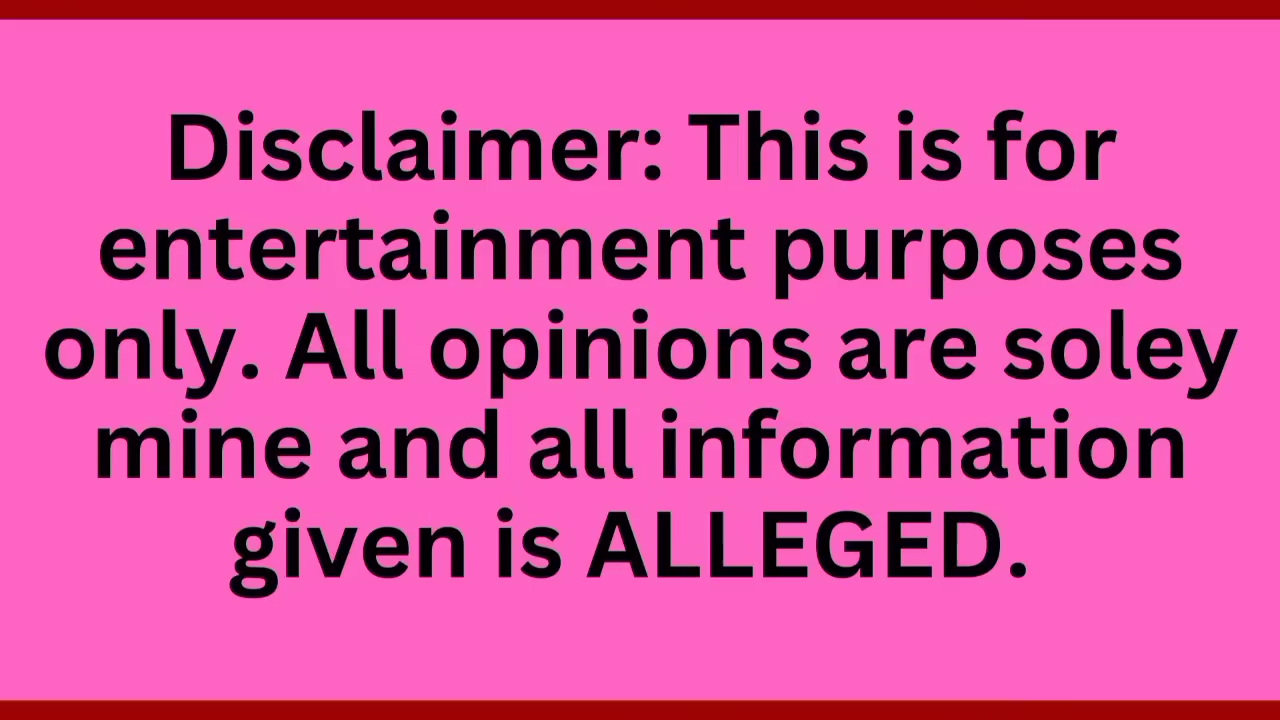 Disclaimer: This is for
entertainment purposes
only. All opinions are soley
mine and all information
given is ALLEGED.